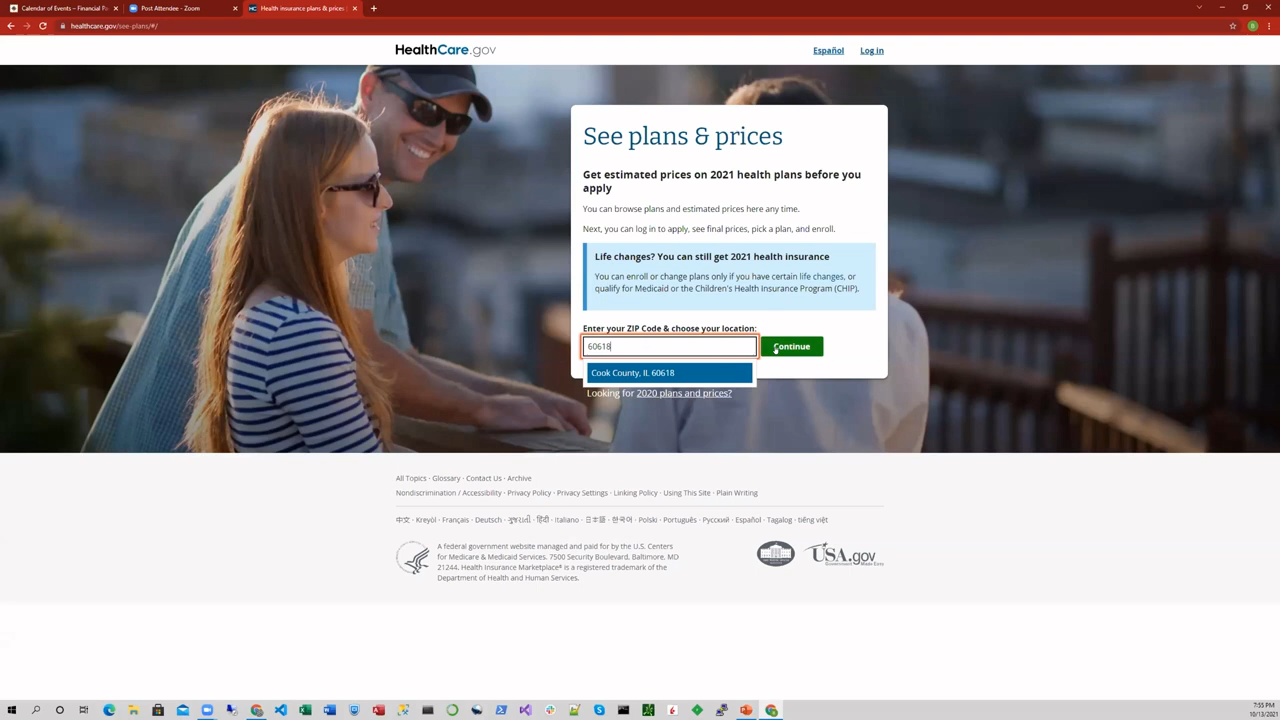 Calendar of Events – Financial Pa
Post Attendee - Zoom
Health insurance plans & prices |
healthcare.gov/see-plans/#/
HealthCare.gov
Español
Log in
See plans & prices
Get estimated prices on 2021 health plans before you
apply
You can browse plans and estimated prices here any time.
Next, you can log in to apply, see final prices, pick a plan, and enroll.
Life changes? You can still get 2021 health insurance
You can enroll or change plans only if you have certain life changes, or
qualify for Medicaid or the Children's Health Insurance Program (CHIP).
Enter your ZIP Code & choose your location:
60618
Continue
Cook County, IL 60618
Looking for 2020 plans and prices?
All Topics · Glossary · Contact Us · Archive
Nondiscrimination / Accessibility · Privacy Policy · Privacy Settings · Linking Policy · Using This Site · Plain Writing
中文 · Kreyòl · Français · Deutsch · ગુજરાતી · हिंदी · Italiano · 日本語 · 한국어 · Polski · Português · Русский · Español · Tagalog · tiếng việt
A federal government website managed and paid for by the U.S. Centers
for Medicare & Medicaid Services. 7500 Security Boulevard, Baltimore, MD
21244. Health Insurance Marketplace® is a registered trademark of the
Department of Health and Human Services.
USA.gov
Government Made Easy
7:55 PM
10/13/2021